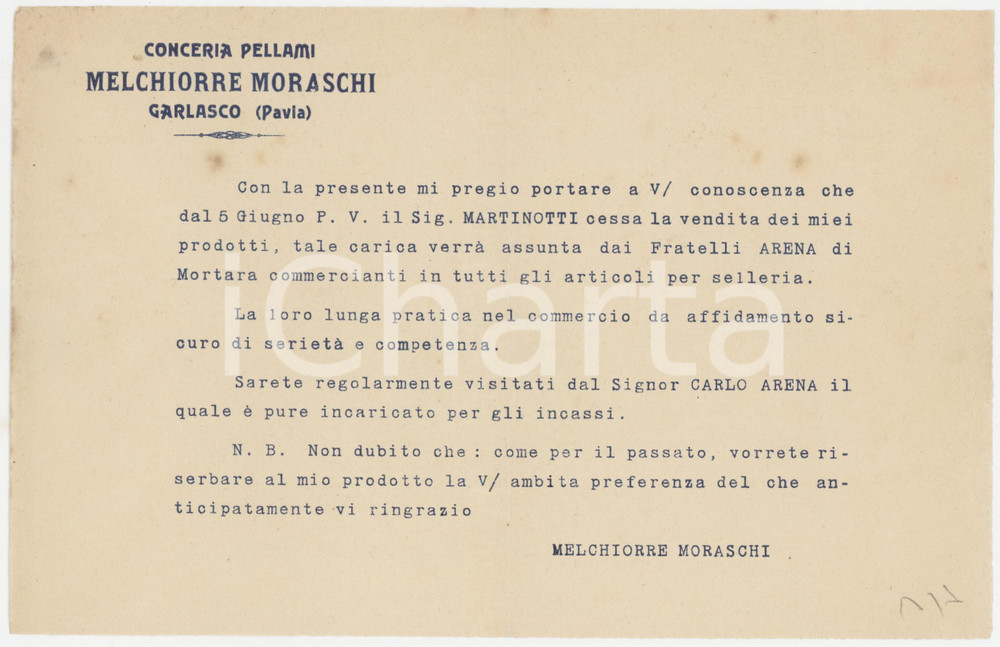 CONCERIA PELLAMI
MELCHIORRE MORASCHI
GARLASCO (Pavia)
Con la presente mi pregio portare a V/ conoscenza che
dal 5 Giugno P. V. il Sig. MARTINOTTI cessa la vendita dei miei
prodotti, tale carica verrà assunta dai Fratelli ARENA di
Mortara commercianti in tutti gli articoli per selleria.
La loro lunga pratica nel commercio da affidamento si-
curo di serietà e competenza.
Sarete regolarmente visitati dal Signor CARLO ARENA il
quale è pure incaricato per gli incassi.
N. B. Non dubito che : come per il passato, vorrete ri-
serbare al mio prodotto la V/ ambita preferenza del che an-
ticipatamente vi ringrazio
MELCHIORRE MORASCHI
iCharta